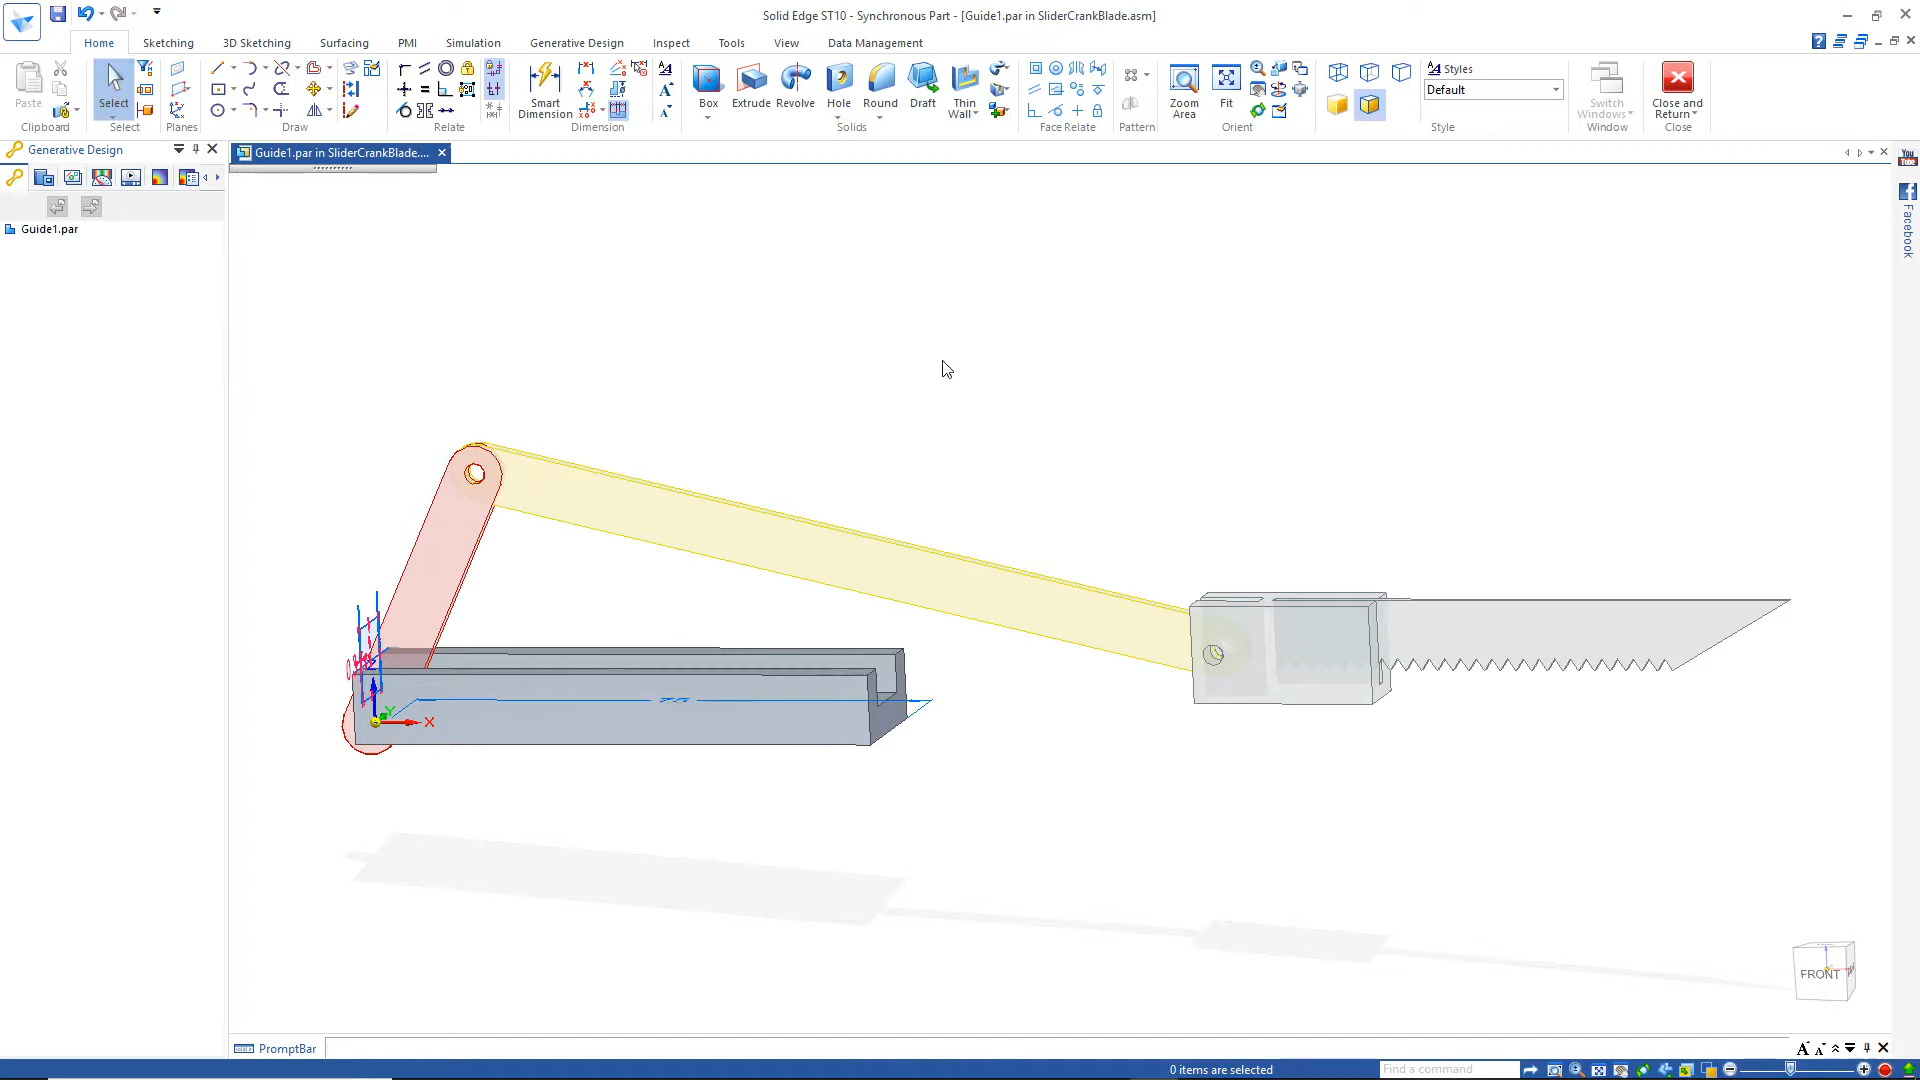 Solid Edge ST10 - Synchronous Part - [Guide1.par in SliderCrankBlade.asm]
Home Sketching 3D Sketching Surfacing PMI Simulation Generative Design Inspect Tools View Data Management
Paste
Clipboard
Select
Select
Planes
Draw
Relate
Smart Dimension
Dimension
Box
Extrude
Revolve
Hole
Round
Draft
Thin Wall
Solids
Face Relate
Pattern
Zoom Area
Fit
Orient
Styles
Default
Style
Switch Windows
Window
Close and Return
Close
Generative Design
Guide1.par in SliderCrankBlade....
Guide1.par
You Tube
Facebook
75
Z
Y
X
FRONT
PromptBar
0 items are selected
Find a command